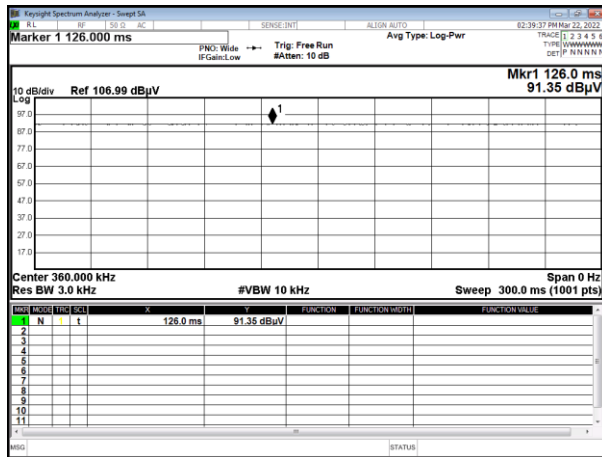 Keysight Spectrum Analyzer - Swept SA
RL RF 50 Ω AC SENSE:INT ALIGN AUTO 02:39:37 PM Mar 22, 2022
Marker 1 126.000 ms
PNO: Wide Trig: Free Run Avg Type: Log-Pwr TRACE 1 2 3 4 5 6
IFGain:Low #Atten: 10 dB TYPE WWWWWW
DET P N N N N N
Mkr1 126.0 ms
10 dB/div Ref 106.99 dBµV 91.35 dBµV
Log
1
97.0
87.0
77.0
67.0
57.0
47.0
37.0
27.0
17.0
Center 360.000 kHz Span 0 Hz
Res BW 3.0 kHz #VBW 10 kHz Sweep 300.0 ms (1001 pts)
MKR MODE TRC SCL X Y FUNCTION FUNCTION WIDTH FUNCTION VALUE
1 N 1 t 126.0 ms 91.35 dBµV
2
3
4
5
6
7
8
9
10
11
MSG STATUS